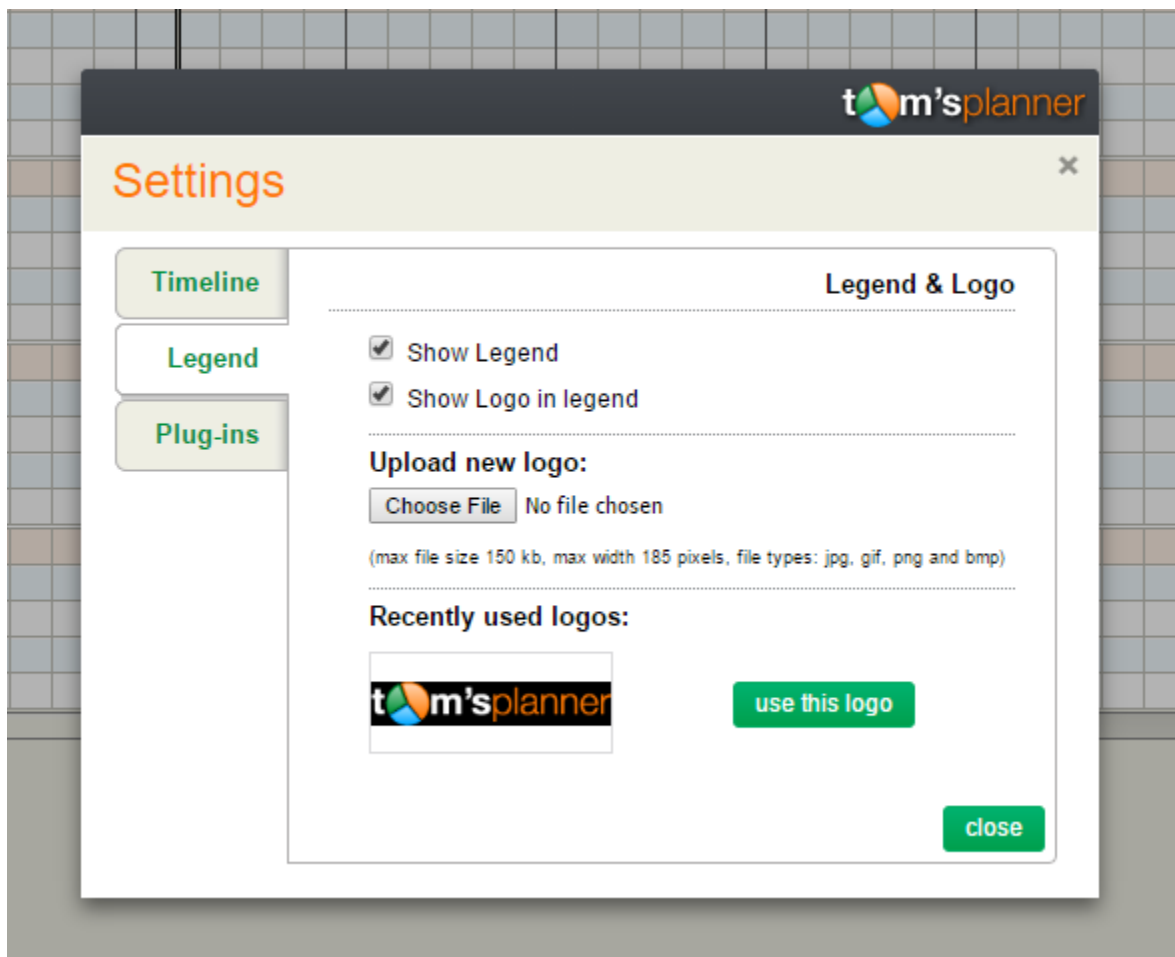 tom'splanner
Settings
×
Timeline
Legend
Plug-ins
Legend & Logo
Show Legend
Show Logo in legend
Upload new logo:
Choose File No file chosen
(max file size 150 kb, max width 185 pixels, file types: jpg, gif, png and bmp)
Recently used logos:
tom'splanner
use this logo
close